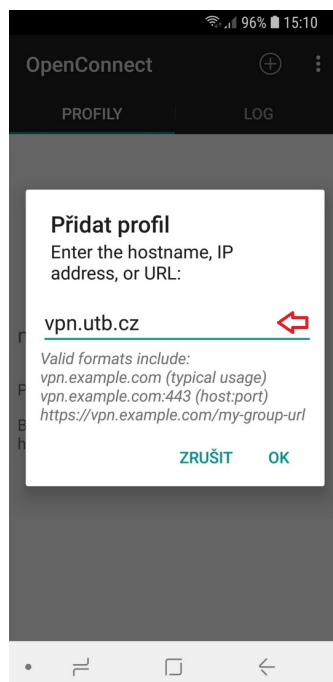 96% 15:10
OpenConnect
PROFILY LOG
Přidat profil
Enter the hostname, IP
address, or URL:
vpn.utb.cz
Valid formats include:
vpn.example.com (typical usage)
vpn.example.com:443 (host:port)
https://vpn.example.com/my-group-url
ZRUŠIT OK